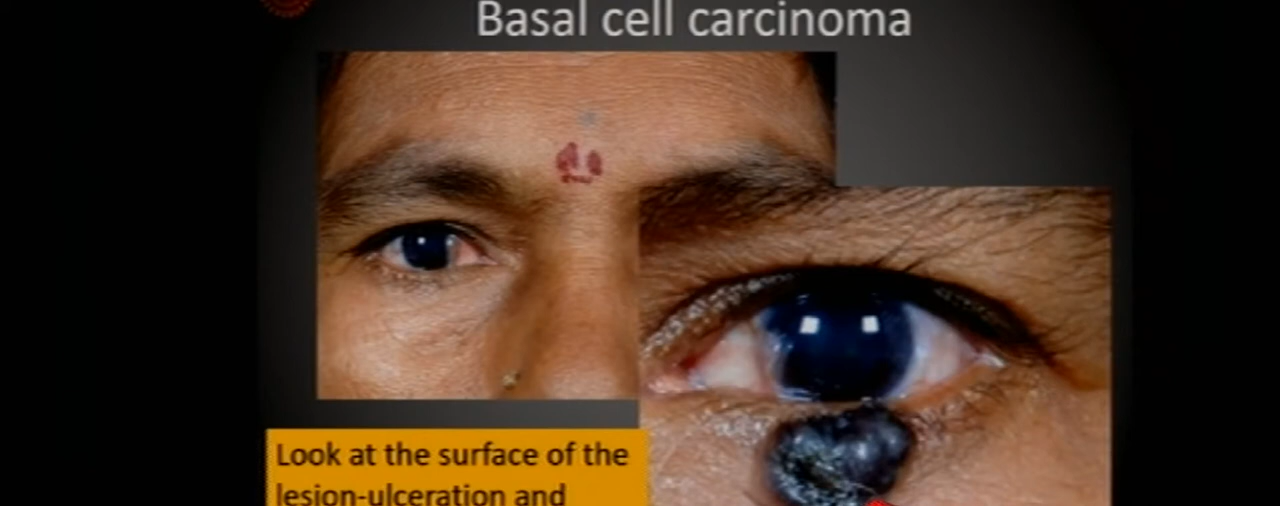 Basal cell carcinoma
Look at the surface of the
lesion-ulceration and